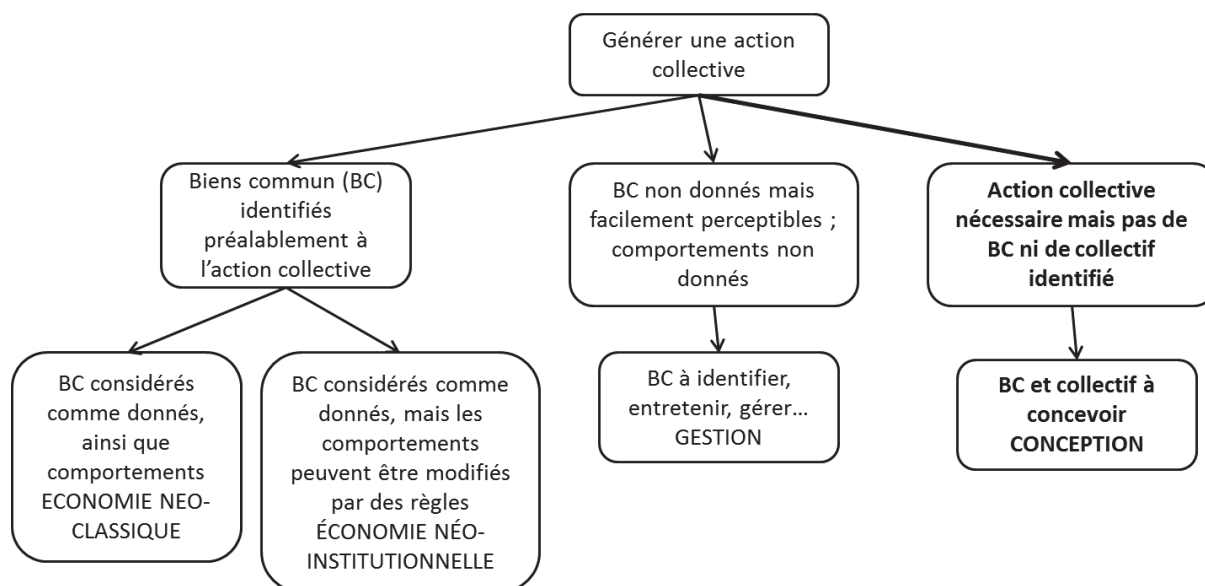 Générer une action
collective
Biens commun (BC)
identifiés
préalablement à
l'action collective
BC non donnés mais
facilement perceptibles ;
comportements non
donnés
Action collective
nécessaire mais pas de
BC ni de collectif
identifié
BC considérés
comme donnés,
ainsi que
comportements
ECONOMIE NEO-
CLASSIQUE
BC considérés comme
donnés, mais les
comportements
peuvent être modifiés
par des règles
ÉCONOMIE NÉO-
INSTITUTIONNELLE
BC à identifier,
entretenir, gérer...
GESTION
BC et collectif à
concevoir
CONCEPTION